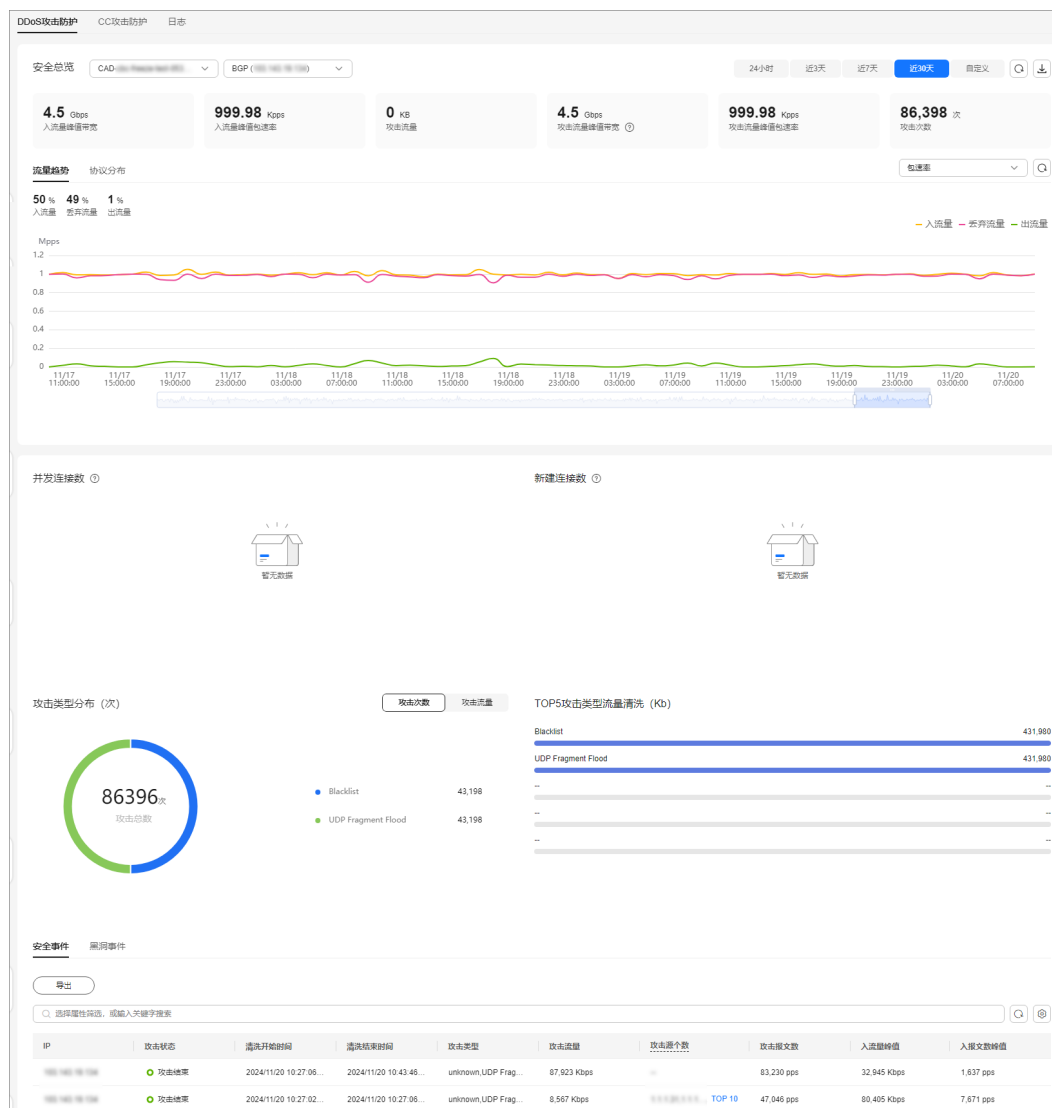 DDoS攻击防护 CC攻击防护 日志
安全总览 CAD- BGP ( ) 24小时 近3天 近7天 近30天 自定义
4.5 Gbps 999.98 Kpps 0 KB 4.5 Gbps 999.98 Kpps 86,398 次
入流量峰值带宽 入流量峰值包速率 攻击流量 攻击流量峰值带宽 攻击流量峰值包速率 攻击次数
流量趋势 协议分布 包速率
50 % 49 % 1 %
入流量 丢弃流量 出流量
入流量 丢弃流量 出流量
Mpps
1.2
1
0.8
0.6
0.4
0.2
0
11/17 11/17 11/17 11/17 11/18 11/18 11/18 11/18 11/18 11/18 11/19 11/19 11/19 11/19 11/19 11/19 11/20 11/20
11:00:00 15:00:00 19:00:00 23:00:00 03:00:00 07:00:00 11:00:00 15:00:00 19:00:00 23:00:00 03:00:00 07:00:00 11:00:00 15:00:00 19:00:00 23:00:00 03:00:00 07:00:00
并发连接数 新建连接数
暂无数据 暂无数据
攻击类型分布（次） 攻击次数 攻击流量 TOP5攻击类型流量清洗（Kb）
Blacklist 431,980
UDP Fragment Flood 431,980
-- --
-- --
-- --
86396次
攻击总数
Blacklist 43,198
UDP Fragment Flood 43,198
安全事件 黑洞事件
导出
选择属性筛选，或输入关键字搜索
IP 攻击状态 清洗开始时间 清洗结束时间 攻击类型 攻击流量 攻击源个数 攻击报文数 入流量峰值 入报文数峰值
攻击结束 2024/11/20 10:27:06... 2024/11/20 10:43:46... unknown,UDP Frag... 87,923 Kbps 83,230 pps 32,945 Kbps 1,637 pps
攻击结束 2024/11/20 10:27:02... 2024/11/20 10:27:06... unknown,UDP Frag... 8,567 Kbps TOP 10 47,046 pps 80,405 Kbps 7,671 pps